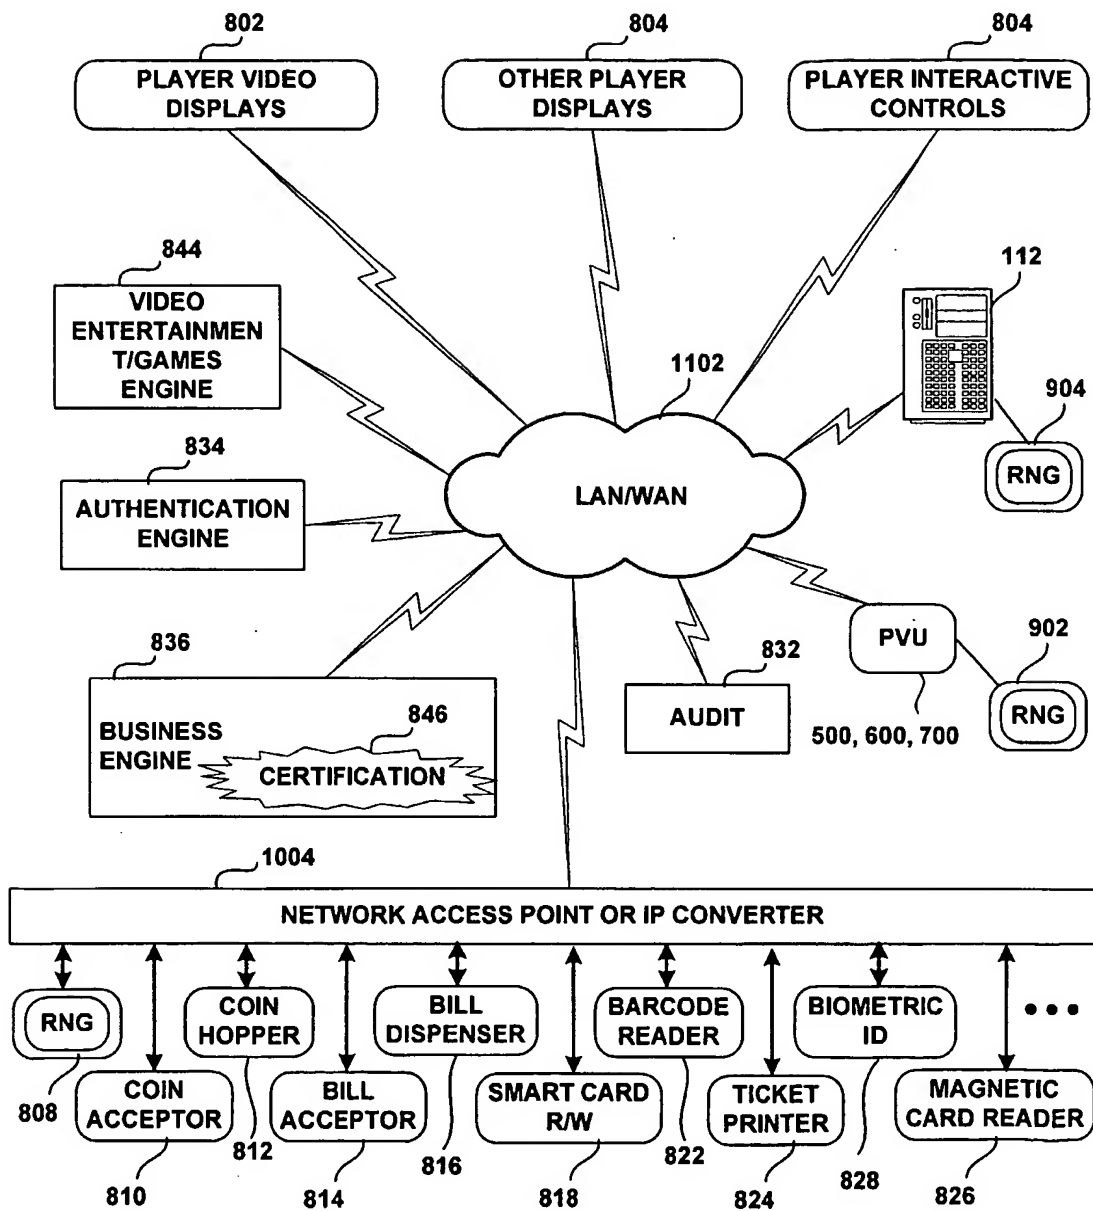 802
804
804
PLAYER VIDEO
DISPLAYS
OTHER PLAYER
DISPLAYS
PLAYER INTERACTIVE
CONTROLS
844
VIDEO
ENTERTAINMEN
T/GAMES
ENGINE
112
1102
904
RNG
LAN/WAN
834
AUTHENTICATION
ENGINE
836
BUSINESS
ENGINE
846
CERTIFICATION
832
AUDIT
PVU
500, 600, 700
902
RNG
1004
NETWORK ACCESS POINT OR IP CONVERTER
RNG
COIN
HOPPER
BILL
DISPENSER
BARCODE
READER
BIOMETRIC
ID
808
COIN
ACCEPTOR
812
BILL
ACCEPTOR
816
SMART CARD
R/W
822
TICKET
PRINTER
828
MAGNETIC
CARD READER
810
814
818
824
826